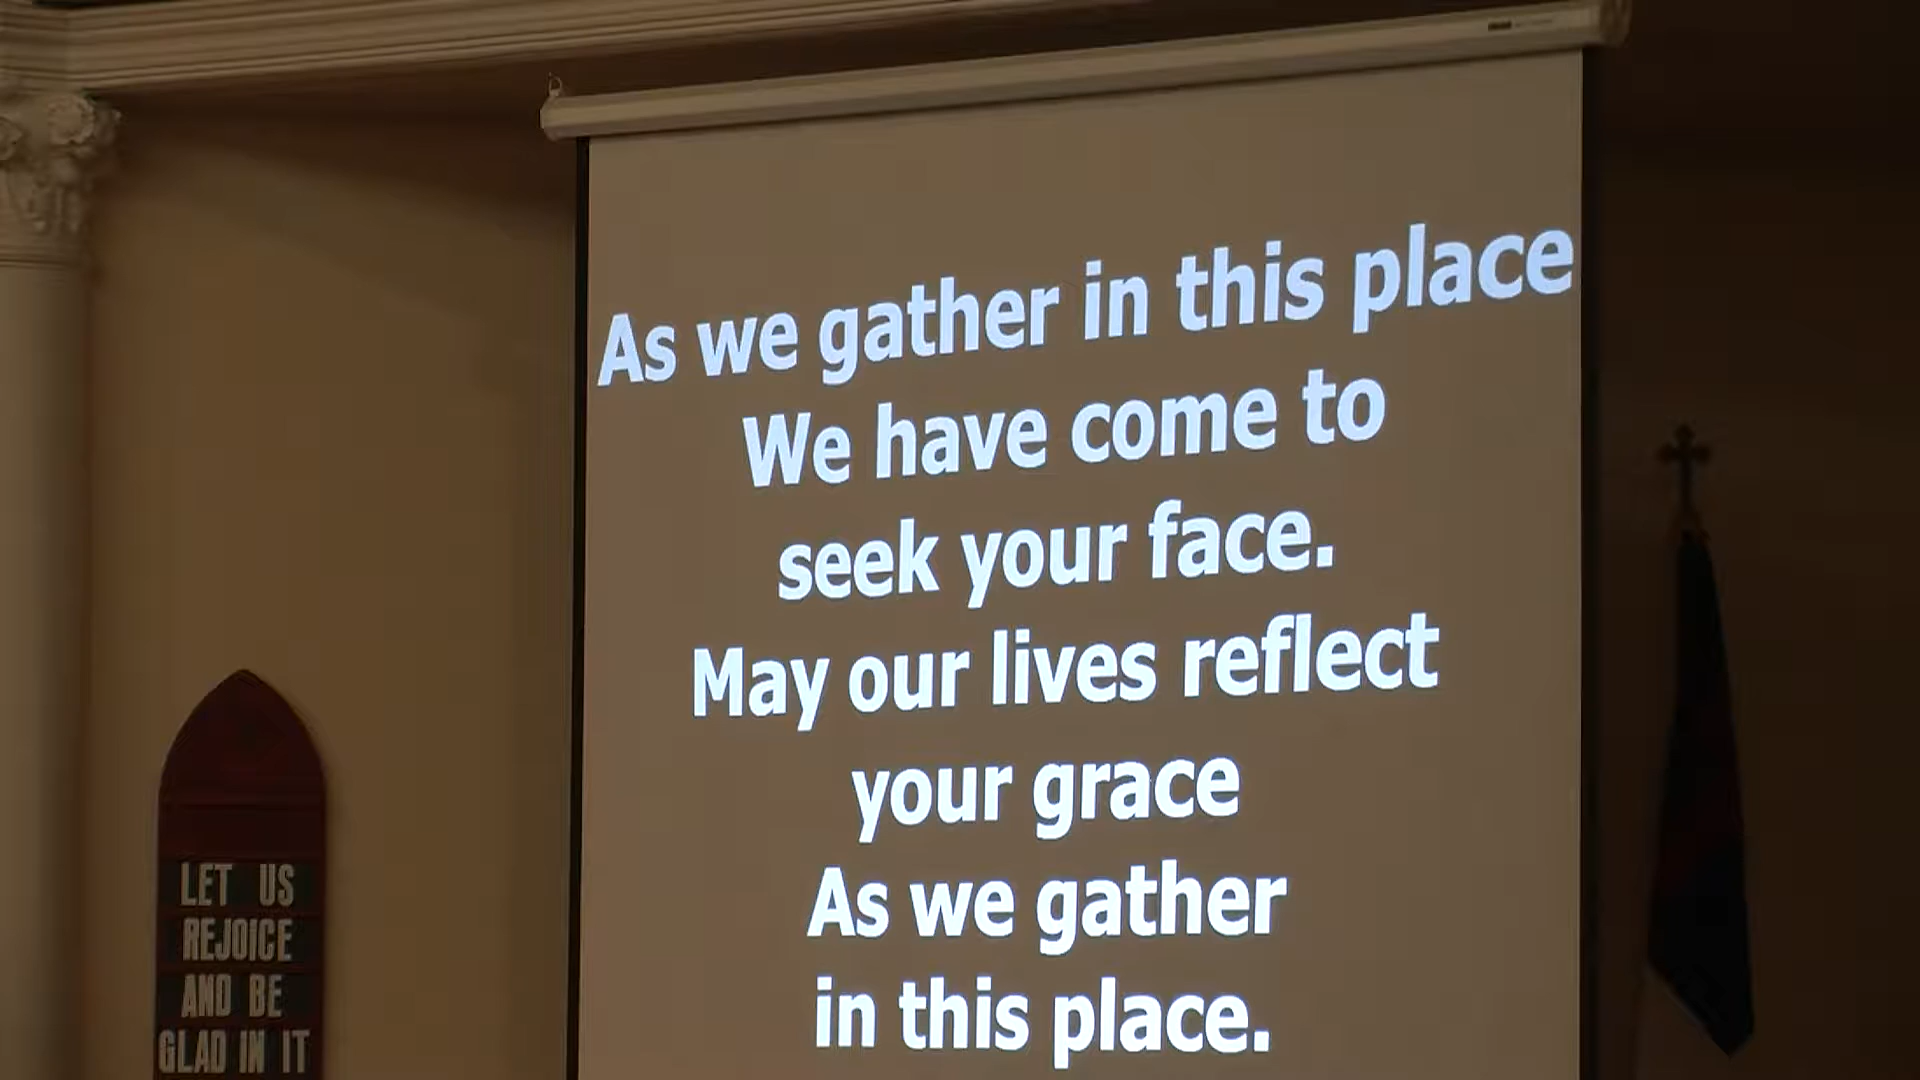 As we gather in this place
We have come to
seek your face.
May our lives reflect
your grace
As we gather
in this place.
LET US
REJOICE
AND BE
GLAD IN IT